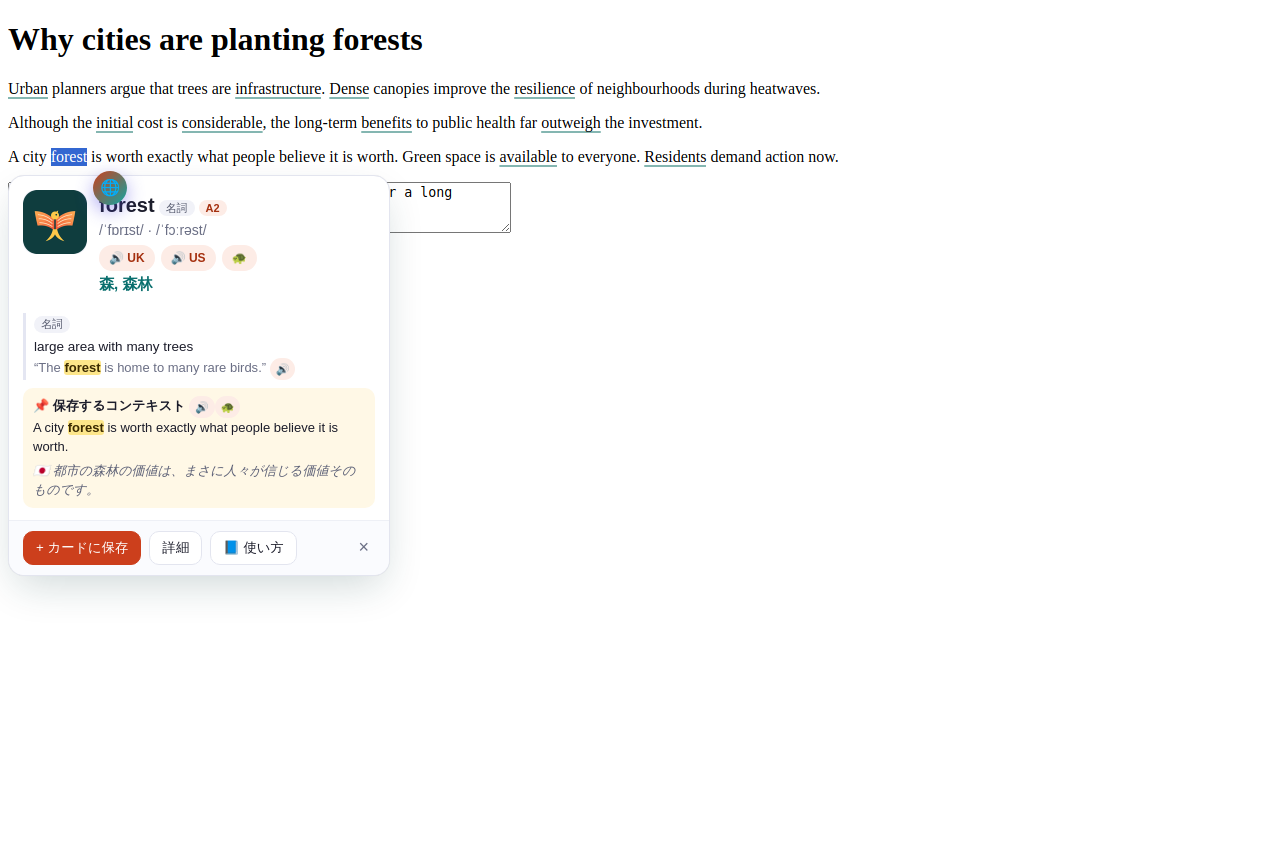 Why cities are planting forests
Urban planners argue that trees are infrastructure. Dense canopies improve the resilience of neighbourhoods during heatwaves.
Although the initial cost is considerable, the long-term benefits to public health far outweigh the investment.
A city forest is worth exactly what people believe it is worth. Green space is available to everyone. Residents demand action now.
r a long
forest 名詞 A2
/ˈfɒrɪst/ · /ˈfɔːrəst/
UK US
森, 森林
名詞
large area with many trees
“The forest is home to many rare birds.”
保存するコンテキスト
A city forest is worth exactly what people believe it is
worth.
都市の森林の価値は、まさに人々が信じる価値その
ものです。
+ カードに保存 詳細 使い方 ×